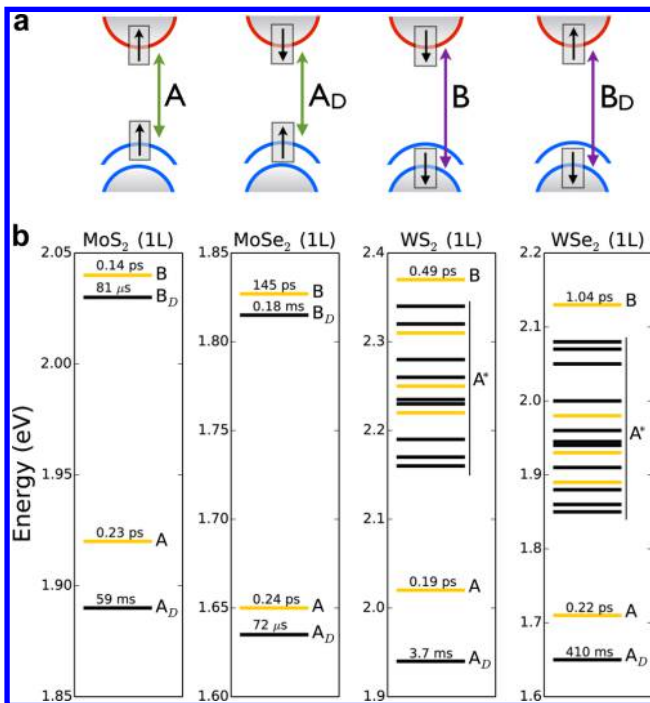 a
A
A_D
B
B_D
b
MoS₂ (1L)
MoSe₂ (1L)
WS₂ (1L)
WSe₂ (1L)
Energy (eV)
2.05
2.00
1.95
1.90
1.85
0.14 ps B
81 μs B_D
0.23 ps A
59 ms A_D
1.85
1.80
1.75
1.70
1.65
1.60
145 ps B
0.18 ms B_D
0.24 ps A
72 μs A_D
2.4
2.3
2.2
2.1
2.0
1.9
0.49 ps B
A*
0.19 ps A
3.7 ms A_D
2.2
2.1
2.0
1.9
1.8
1.7
1.6
1.04 ps B
A*
0.22 ps A
410 ms A_D